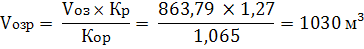 Vозр = Vоз × Кр / Кор = 863,79 × 1,27 / 1,065 = 1030 м³